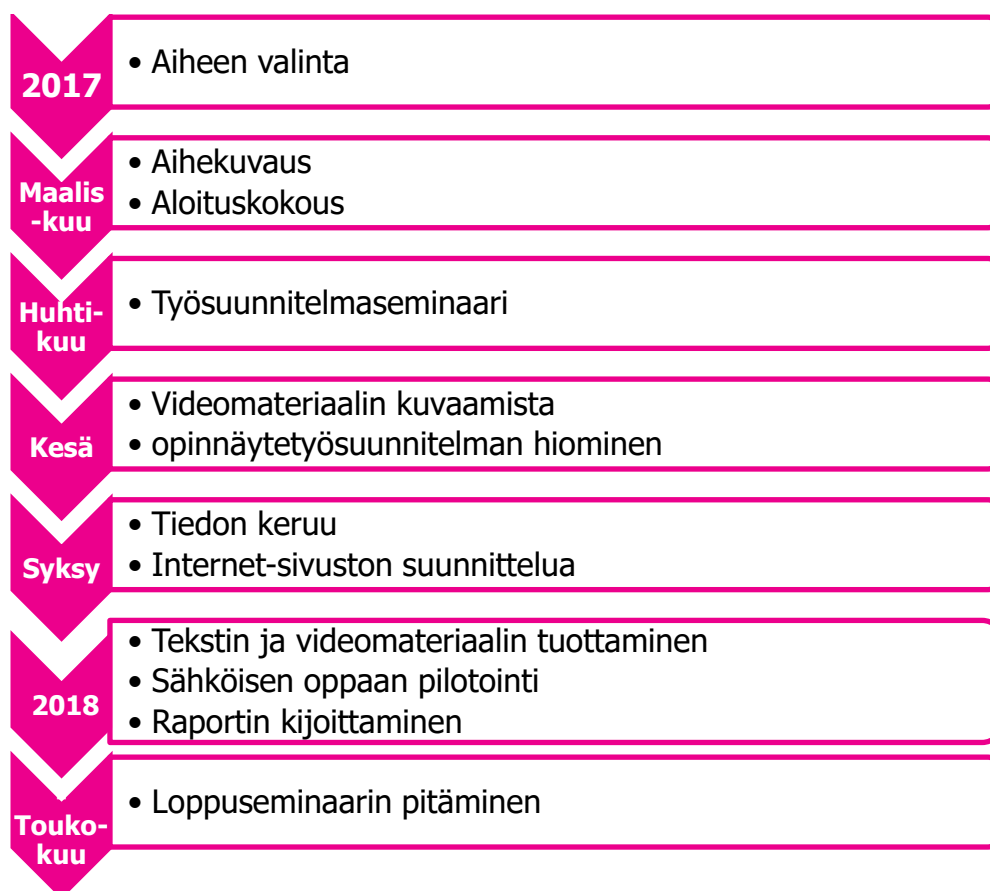 2017
• Aiheen valinta
Maalis
-kuu
• Aihekuvaus
• Aloituskokous
Huhti-
kuu
• Työsuunnitelmaseminaari
Kesä
• Videomateriaalin kuvaamista
• opinnäytetyösuunnitelman hiominen
Syksy
• Tiedon keruu
• Internet-sivuston suunnittelua
2018
• Tekstin ja videomateriaalin tuottaminen
• Sähköisen oppaan pilotointi
• Raportin kijoittaminen
Touko-
kuu
• Loppuseminaarin pitäminen